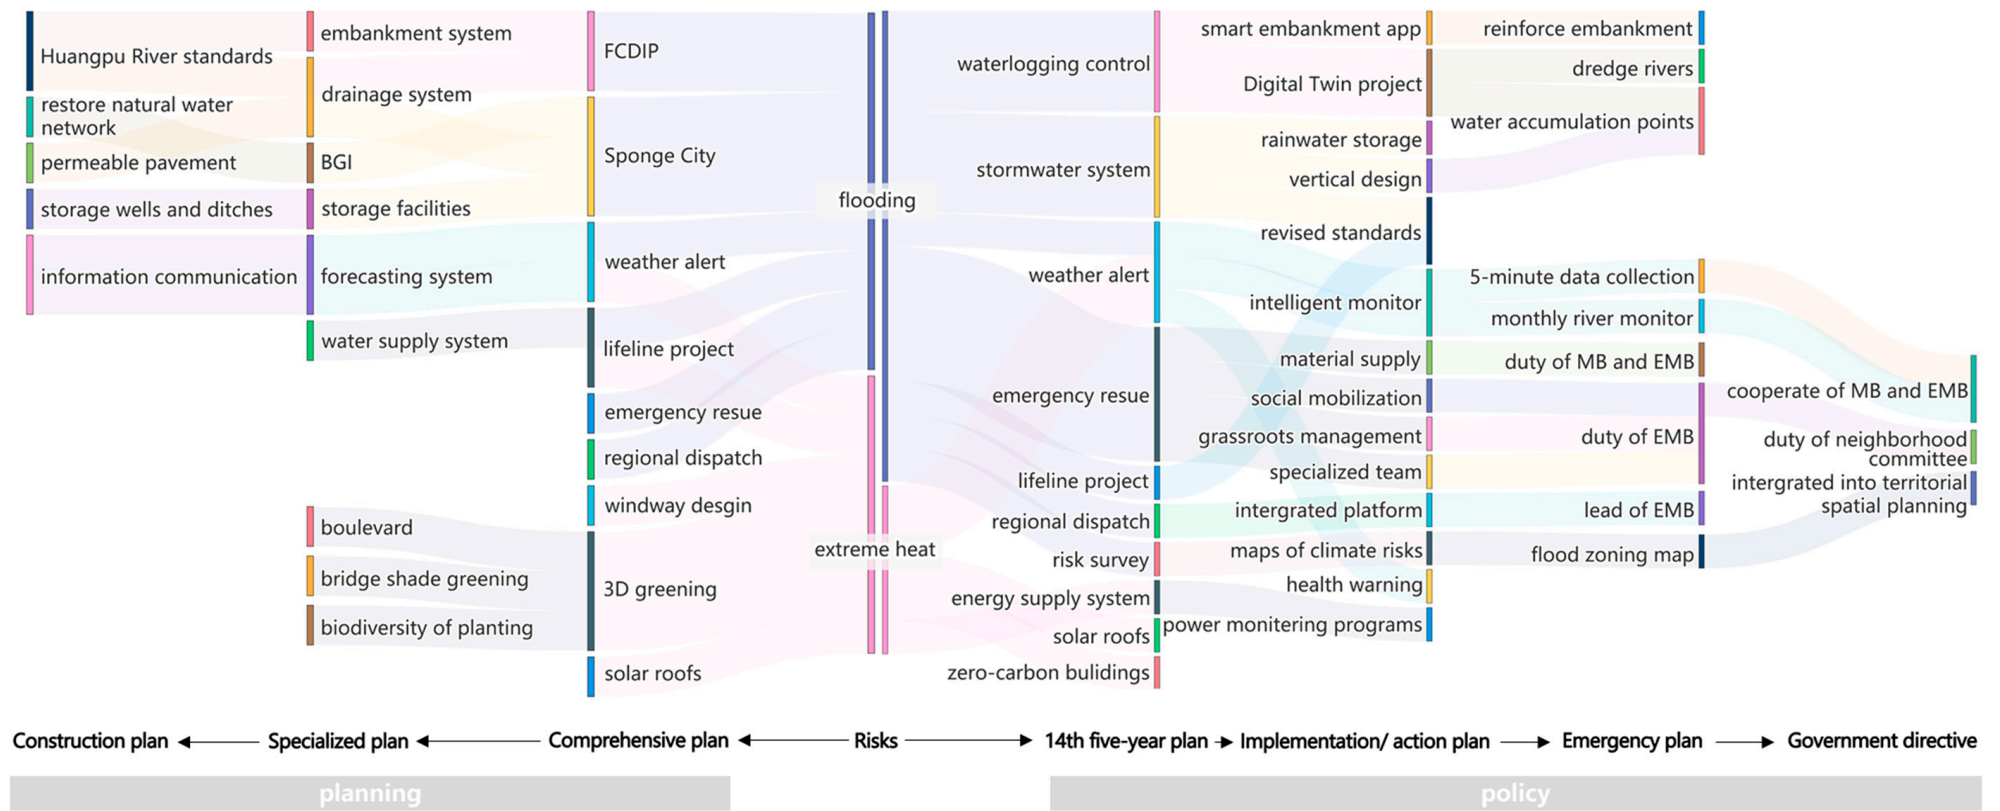 Huangpu River standards
restore natural water
network
permeable pavement
storage wells and ditches
information communication
embankment system
drainage system
BGI
storage facilities
forecasting system
water supply system
boulevard
bridge shade greening
biodiversity of planting
FCDIP
Sponge City
weather alert
lifeline project
emergency resue
regional dispatch
windway desgin
3D greening
solar roofs
flooding
extreme heat
waterlogging control
stormwater system
weather alert
emergency resue
lifeline project
regional dispatch
risk survey
energy supply system
solar roofs
zero-carbon bulidings
smart embankment app
Digital Twin project
rainwater storage
vertical design
revised standards
intelligent monitor
material supply
social mobilization
grassroots management
specialized team
intergrated platform
maps of climate risks
health warning
power monitering programs
reinforce embankment
dredge rivers
water accumulation points
5-minute data collection
monthly river monitor
duty of MB and EMB
duty of EMB
lead of EMB
flood zoning map
cooperate of MB and EMB
duty of neighborhood
committee
intergrated into territorial
spatial planning
Construction plan
Specialized plan
Comprehensive plan
Risks
14th five-year plan
Implementation/ action plan
Emergency plan
Government directive
planning
policy